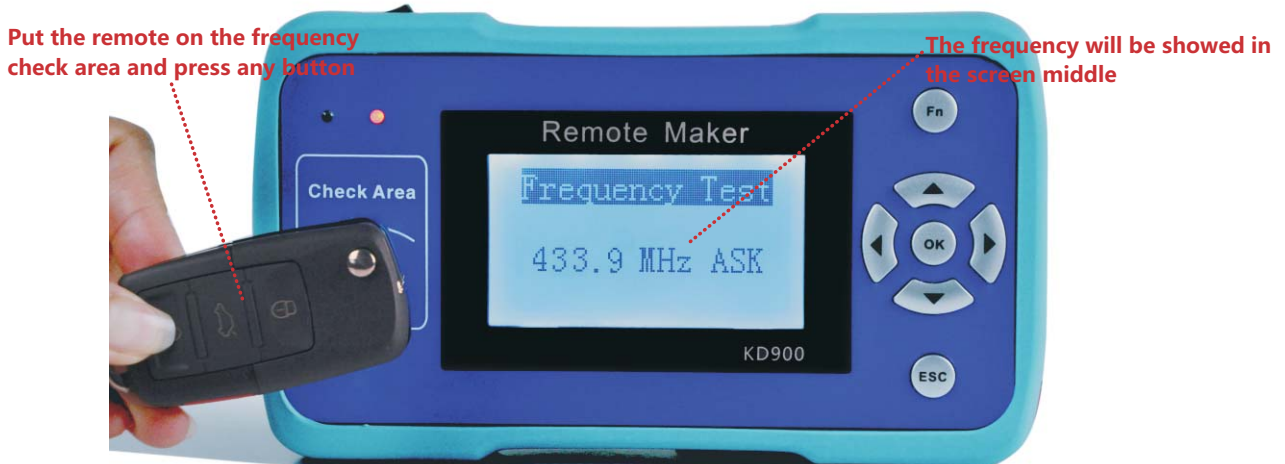 Put the remote on the frequency
check area and press any button
The frequency will be showed in
the screen middle
Remote Maker
Frequency Test
433.9 MHz ASK
KD900
Check Area
Fn
OK
ESC